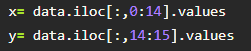 x= data.iloc[:,0:14].values
y= data.iloc[:,14:15].values